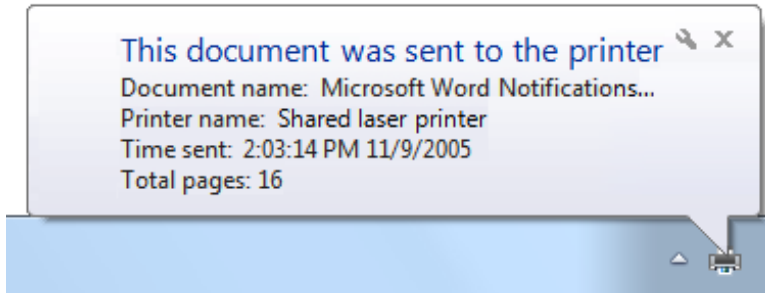 This document was sent to the printer
Document name: Microsoft Word Notifications...
Printer name: Shared laser printer
Time sent: 2:03:14 PM 11/9/2005
Total pages: 16